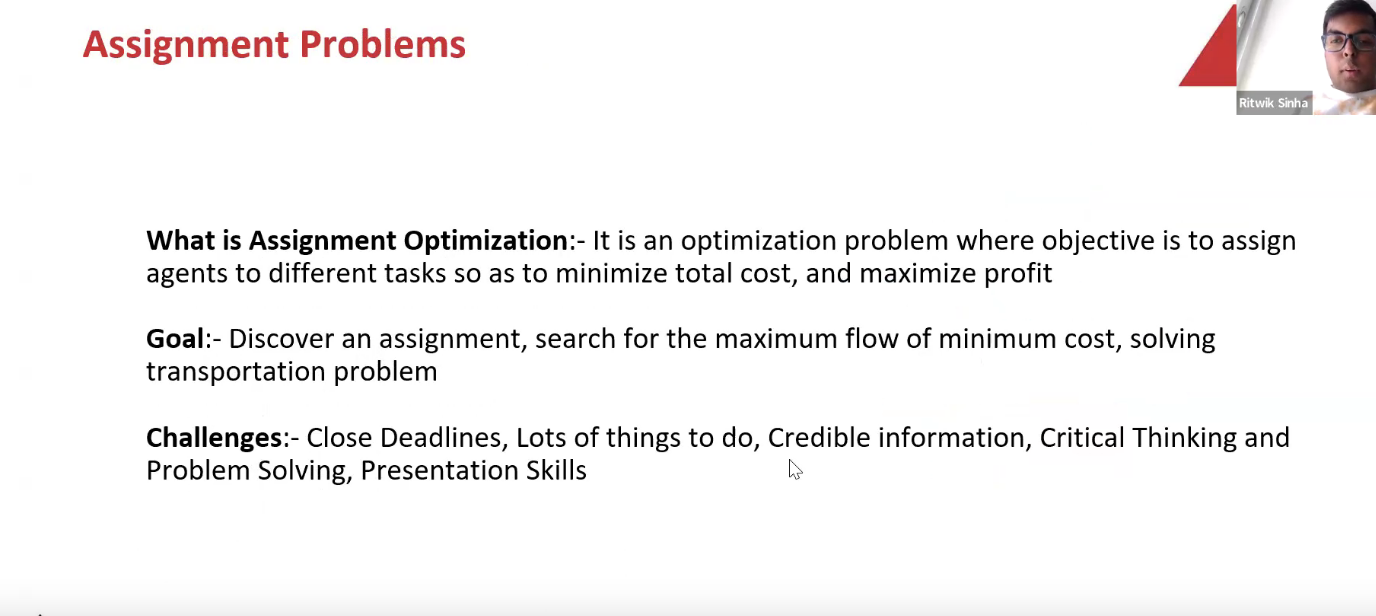 Assignment Problems
Ritwik Sinha
What is Assignment Optimization:- It is an optimization problem where objective is to assign
agents to different tasks so as to minimize total cost, and maximize profit
Goal:- Discover an assignment, search for the maximum flow of minimum cost, solving
transportation problem
Challenges:- Close Deadlines, Lots of things to do, Credible information, Critical Thinking and
Problem Solving, Presentation Skills